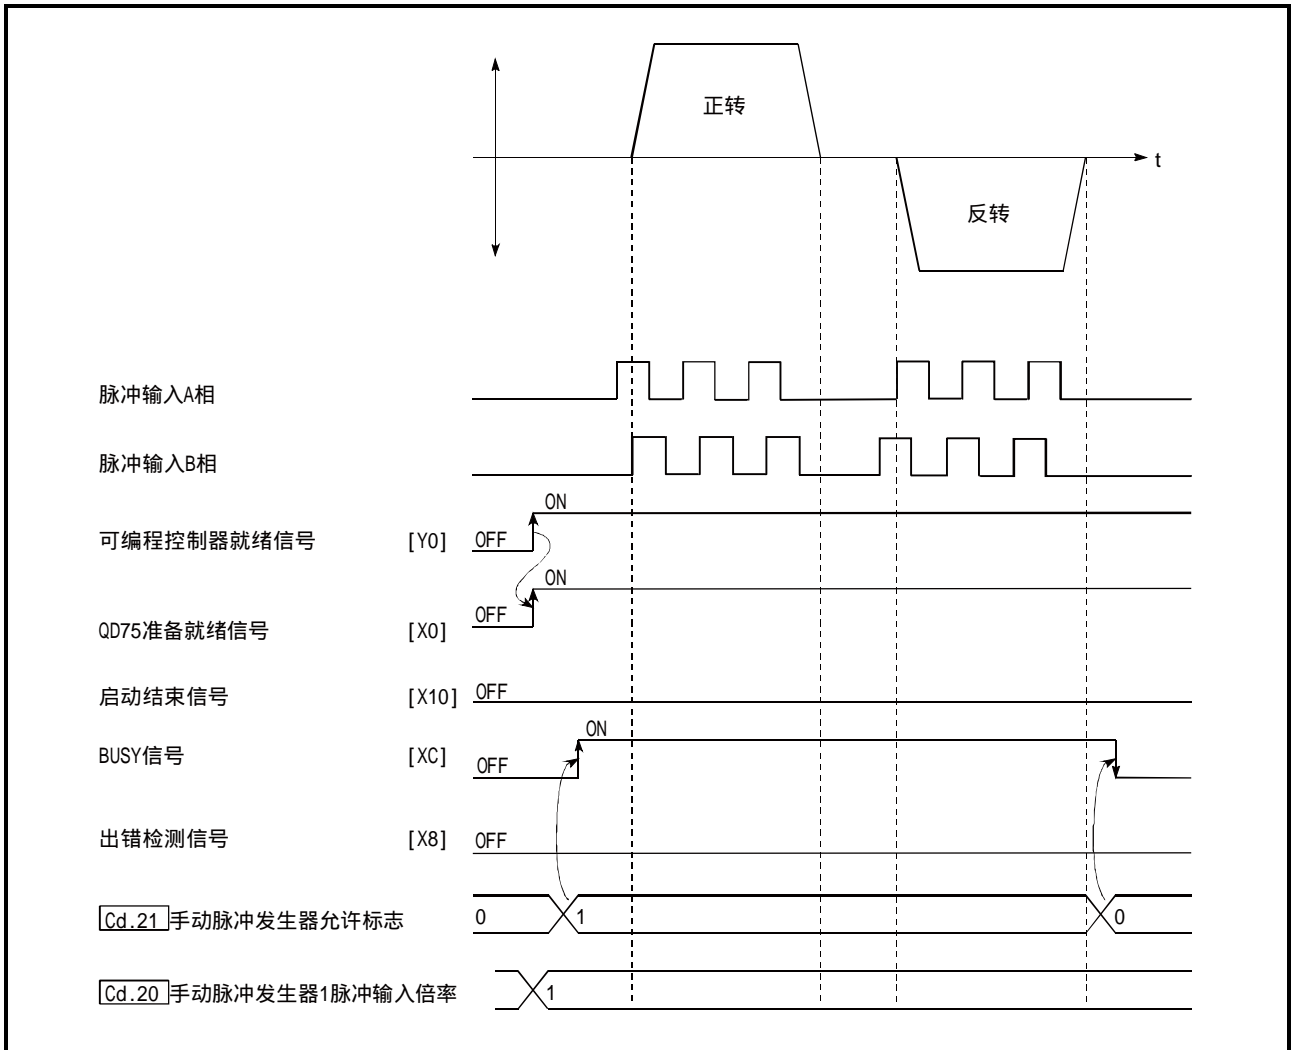 正转
t
反转
脉冲输入A相
脉冲输入B相
ON
可编程控制器就绪信号 [Y0] OFF
ON
OFF
QD75准备就绪信号 [X0]
启动结束信号 [X10] OFF
ON
BUSY信号 [XC] OFF
出错检测信号 [X8] OFF
Cd.21 手动脉冲发生器允许标志 0 1 0
Cd.20 手动脉冲发生器1脉冲输入倍率 1